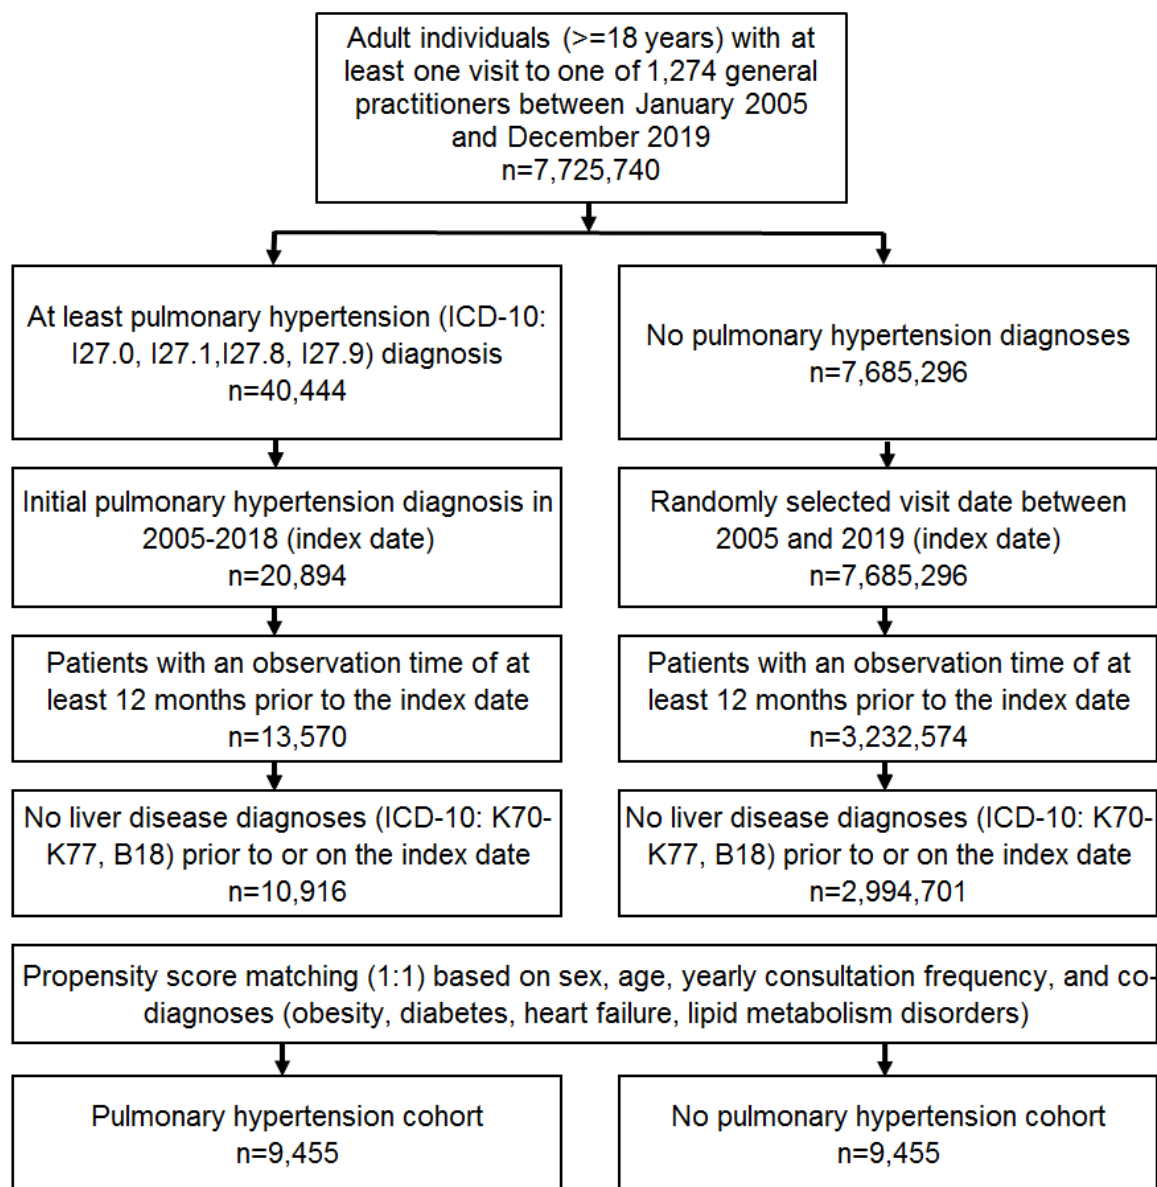 Adult individuals (>=18 years) with at
least one visit to one of 1,274 general
practitioners between January 2005
and December 2019
n=7,725,740
At least pulmonary hypertension (ICD-10:
I27.0, I27.1,I27.8, I27.9) diagnosis
n=40,444
No pulmonary hypertension diagnoses
n=7,685,296
Initial pulmonary hypertension diagnosis in
2005-2018 (index date)
n=20,894
Randomly selected visit date between
2005 and 2019 (index date)
n=7,685,296
Patients with an observation time of at
least 12 months prior to the index date
n=13,570
Patients with an observation time of at
least 12 months prior to the index date
n=3,232,574
No liver disease diagnoses (ICD-10: K70-
K77, B18) prior to or on the index date
n=10,916
No liver disease diagnoses (ICD-10: K70-
K77, B18) prior to or on the index date
n=2,994,701
Propensity score matching (1:1) based on sex, age, yearly consultation frequency, and co-
diagnoses (obesity, diabetes, heart failure, lipid metabolism disorders)
Pulmonary hypertension cohort
n=9,455
No pulmonary hypertension cohort
n=9,455